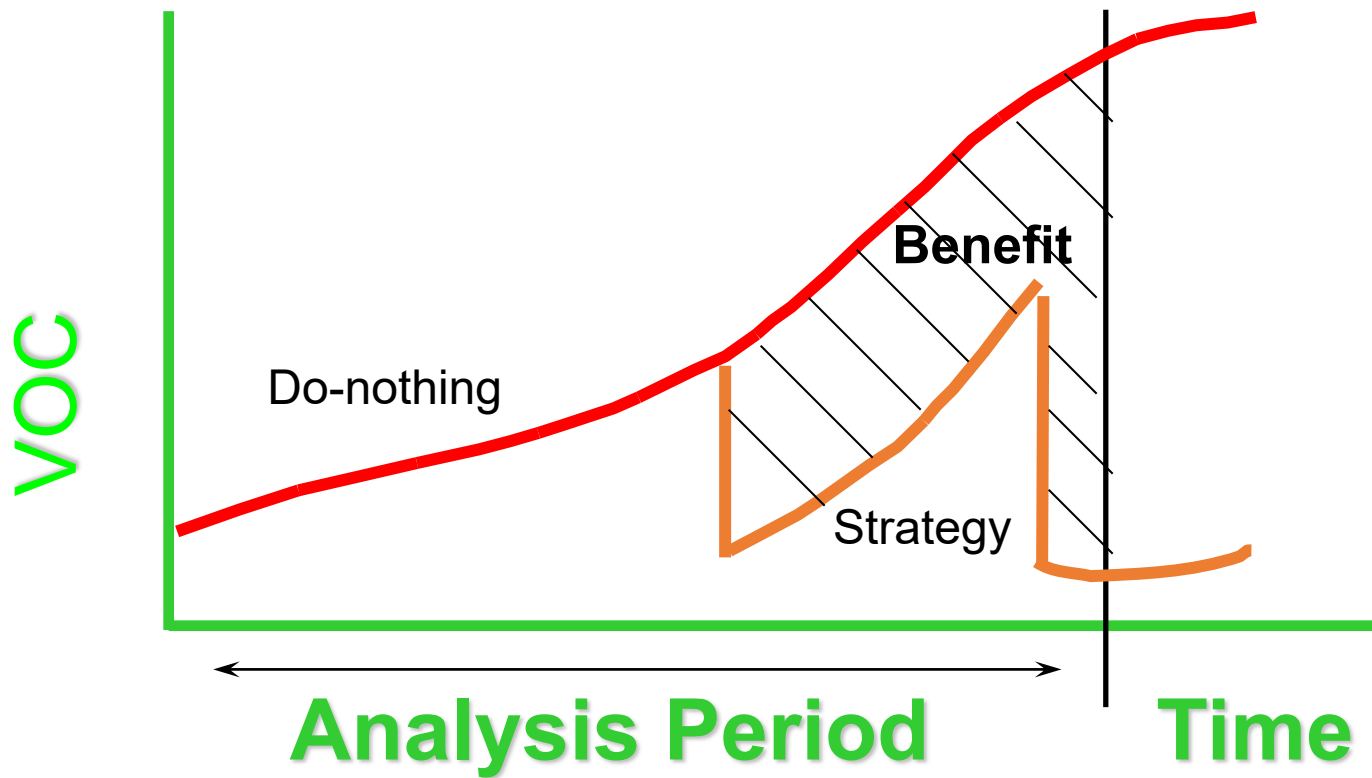 VOC
Do-nothing
Benefit
Strategy
Analysis Period
Time